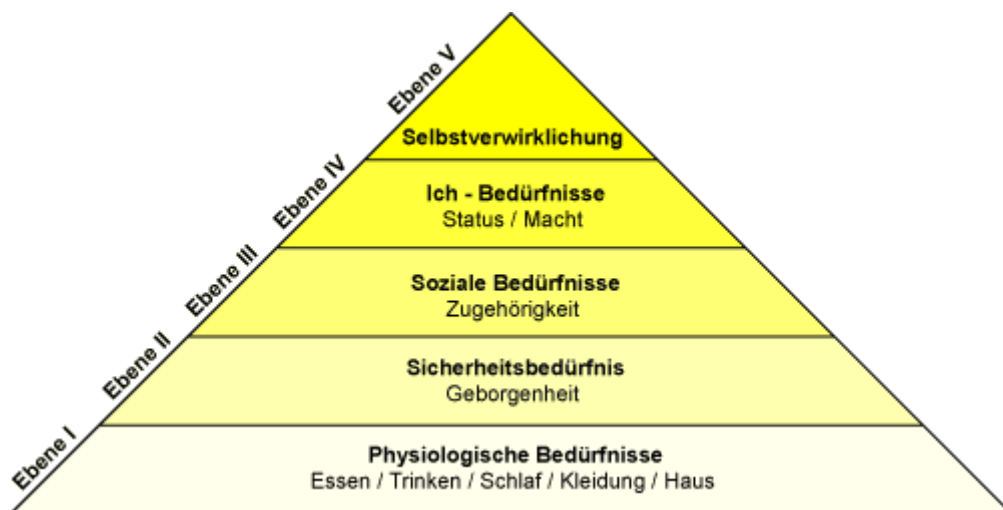 Ebene V
Selbstverwirklichung
Ebene IV
Ich - Bedürfnisse
Status / Macht
Ebene III
Soziale Bedürfnisse
Zugehörigkeit
Ebene II
Sicherheitsbedürfnis
Geborgenheit
Ebene I
Physiologische Bedürfnisse
Essen / Trinken / Schlaf / Kleidung / Haus